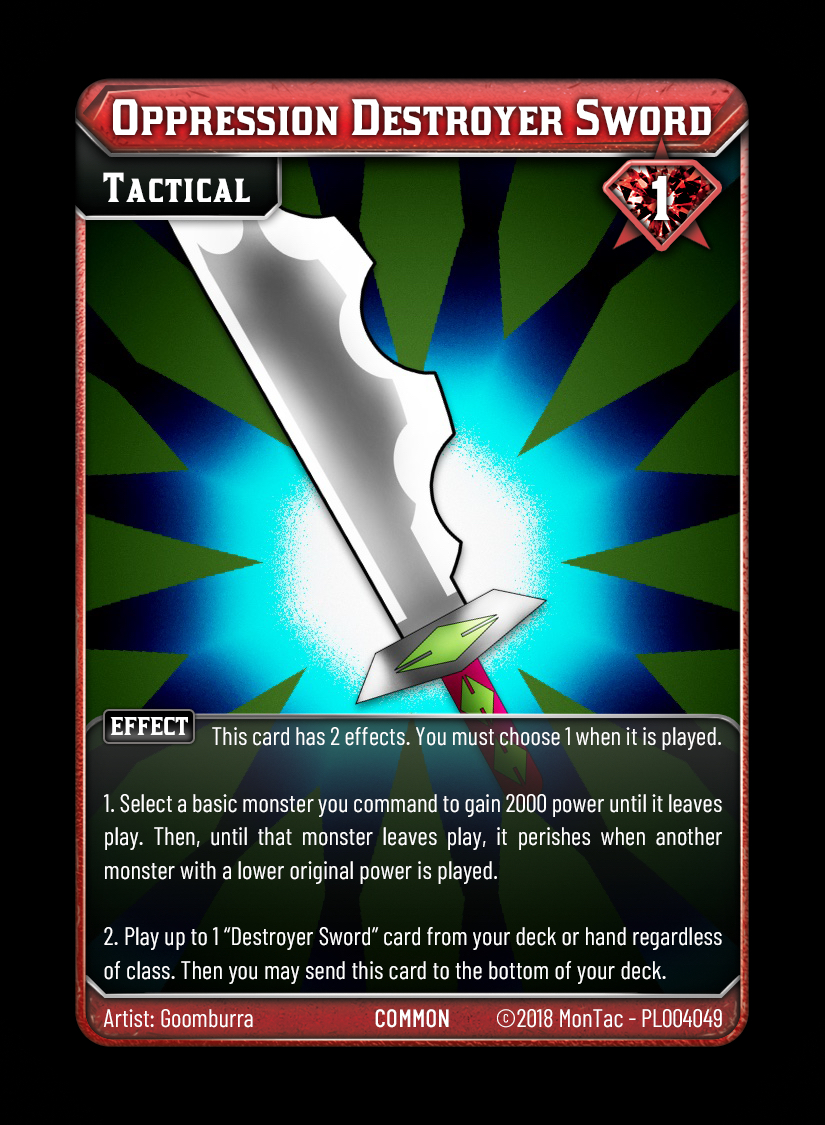 Oppression Destroyer Sword
Tactical
1
EFFECT
This card has 2 effects. You must choose 1 when it is played.
1. Select a basic monster you command to gain 2000 power until it leaves
play. Then, until that monster leaves play, it perishes when another
monster with a lower original power is played.
2. Play up to 1 “Destroyer Sword” card from your deck or hand regardless
of class. Then you may send this card to the bottom of your deck.
Artist: Goomburra COMMON ©2018 MonTac - PL004049